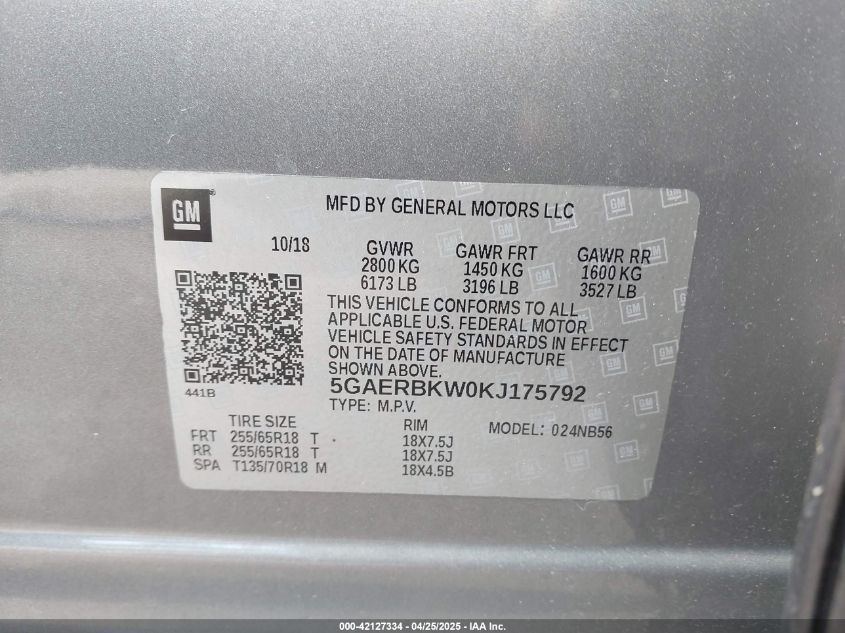 GM
MFD BY GENERAL MOTORS LLC
10/18 GVWR GAWR FRT GAWR RR
2800 KG 1450 KG 1600 KG
6173 LB 3196 LB 3527 LB
THIS VEHICLE CONFORMS TO ALL
APPLICABLE U.S. FEDERAL MOTOR
VEHICLE SAFETY STANDARDS IN EFFECT
ON THE DATE OF MANUFACTURE
SHOWN ABOVE.
441B
5GAERBKW0KJ175792
TYPE: M.P.V.
TIRE SIZE RIM MODEL: 024NB56
FRT 255/65R18 T 18X7.5J
RR 255/65R18 T 18X7.5J
SPA T135/70R18 M 18X4.5B
000-42127334 - 04/25/2025 - IAA Inc.